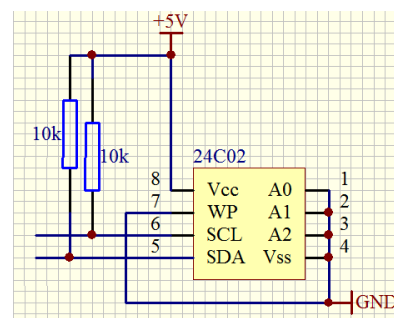 +5V
10k
10k
24C02
8 Vcc A0 1
7 WP A1 2
6 SCL A2 3
5 SDA Vss 4
GND